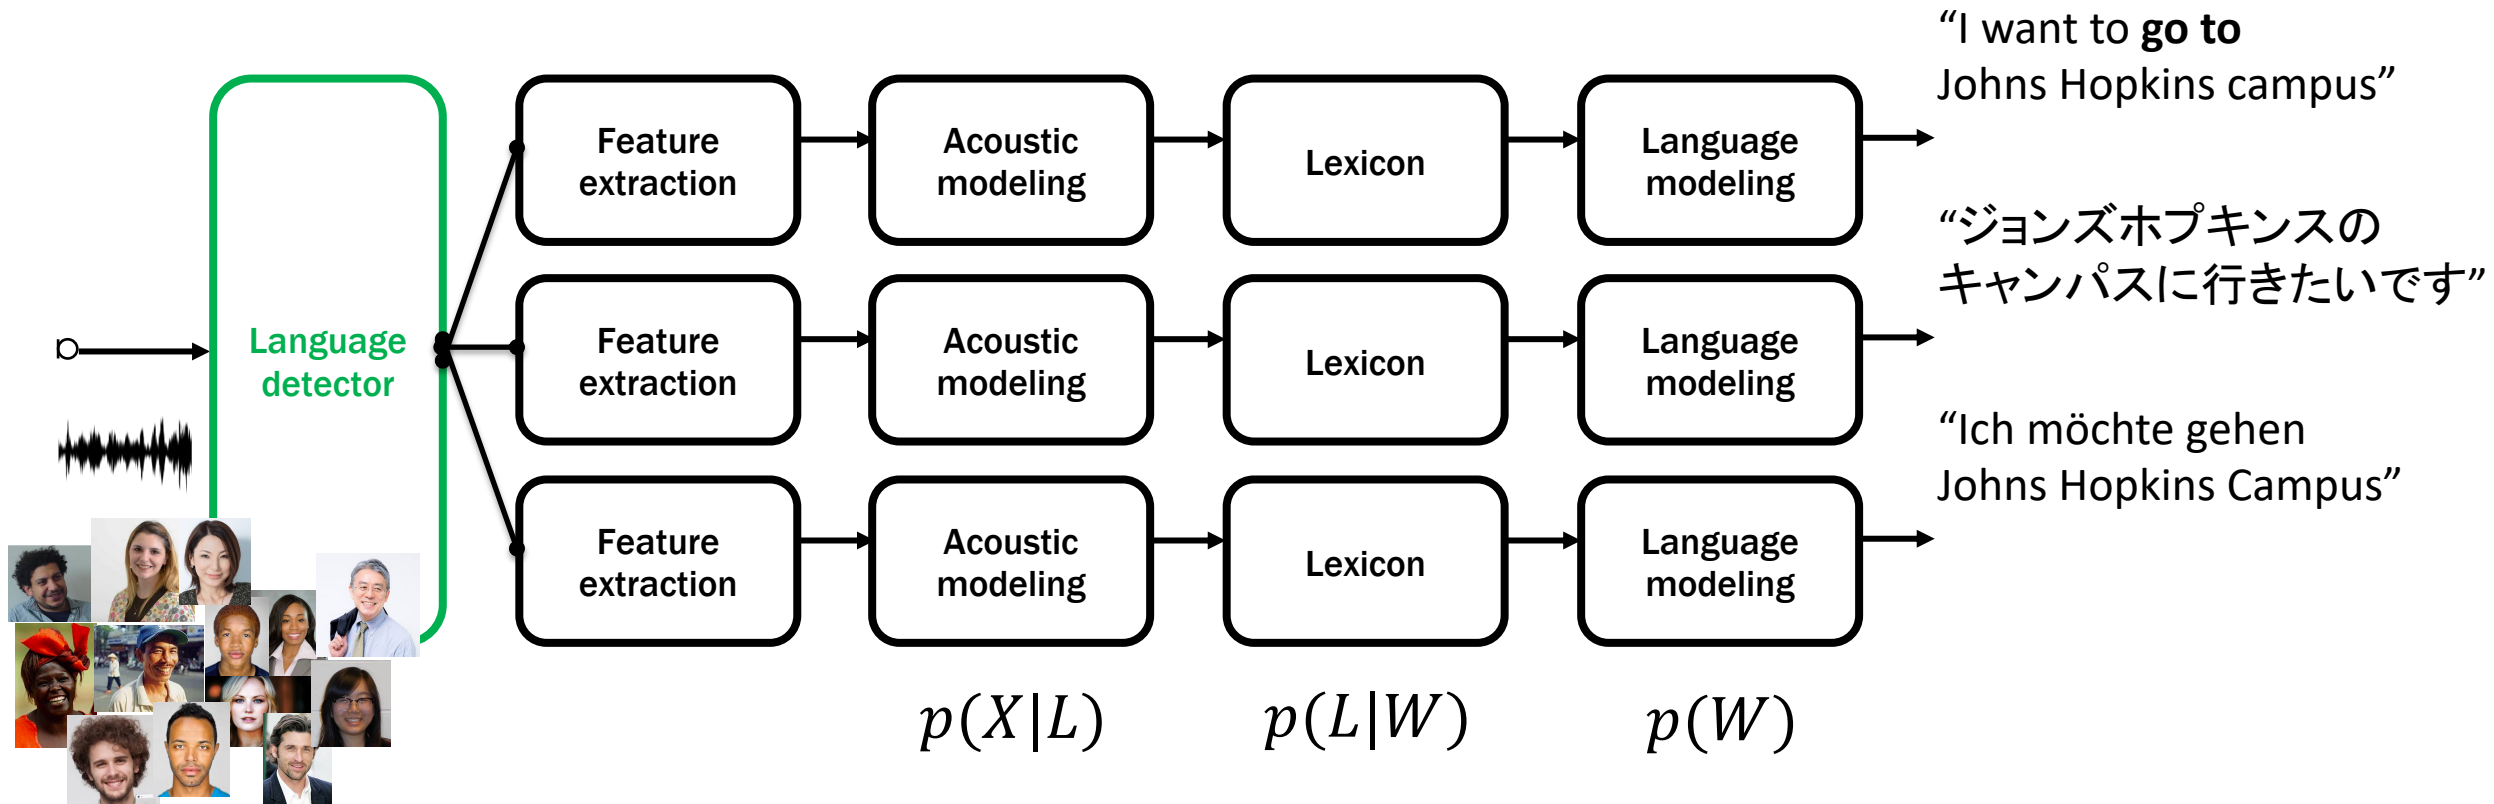 “I want to go to
Johns Hopkins campus”
Feature
extraction
Acoustic
modeling
Lexicon
Language
modeling
“ジョンズホプキンスの
キャンパスに行きたいです”
Language
detector
Feature
extraction
Acoustic
modeling
Lexicon
Language
modeling
“Ich möchte gehen
Johns Hopkins Campus”
Feature
extraction
Acoustic
modeling
Lexicon
Language
modeling
p(X|L)
p(L|W)
p(W)